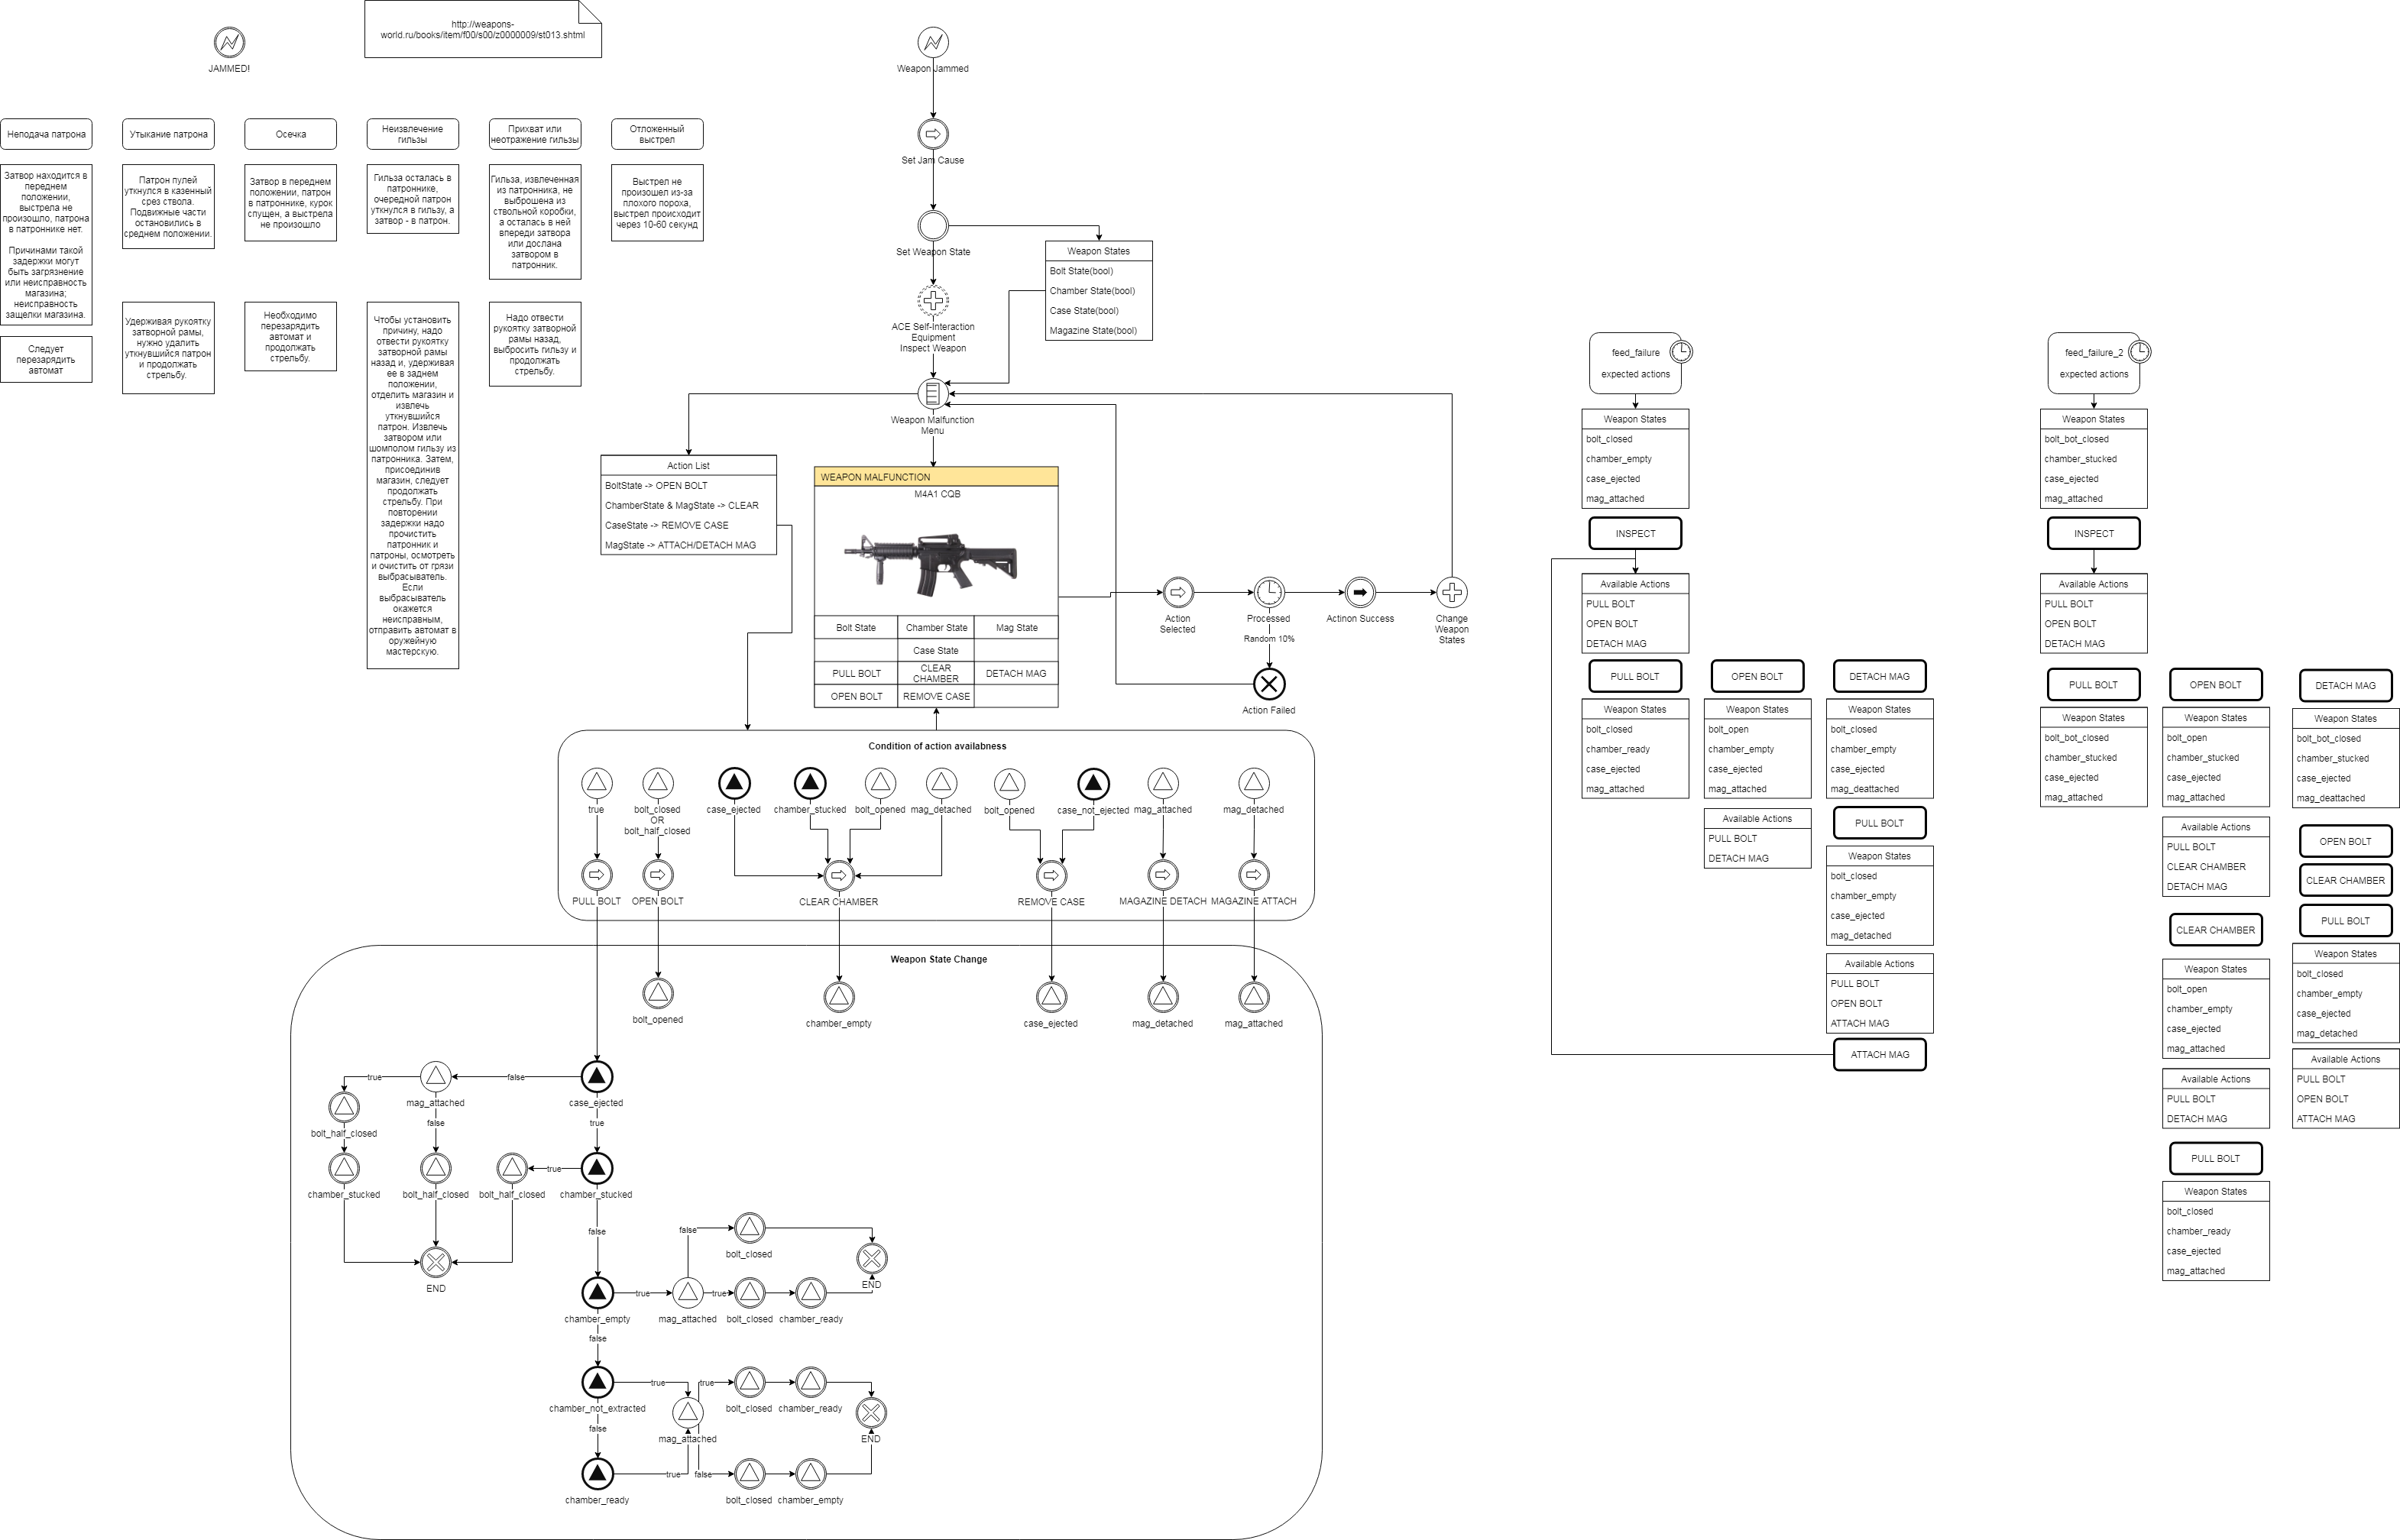 http://weapons-
world.ru/books/item/f00/s00/z0000009/st013.shtml
JAMMED!
Неподача патрона
Затвор находится в
переднем
положении,
выстрела не
произошло, патрона
в патроннике нет.
Причинами такой
задержки могут
быть загрязнение
или неисправность
магазина;
неисправность
защелки магазина.
Следует
перезарядить
автомат
Утыкание патрона
Патрон пулей
уткнулся в казенный
срез ствола.
Подвижные части
остановились в
среднем положении.
Удерживая рукоятку
затворной рамы,
нужно удалить
уткнувшийся патрон
и продолжать
стрельбу.
Осечка
Затвор в переднем
положении, патрон
в патроннике, курок
спущен, а выстрела
не произошло
Необходимо
перезарядить
автомат и
продолжать
стрельбу.
Неизвлечение
гильзы
Гильза осталась в
патроннике,
очередной патрон
уткнулся в гильзу, а
затвор - в патрон.
Чтобы установить
причину, надо
отвести рукоятку
затворной рамы
назад и, удерживая
ее в заднем
положении,
отделить магазин и
извлечь
уткнувшийся
патрон. Извлечь
затвором или
шомполом гильзу из
патронника. Затем,
присоединив
магазин, следует
продолжать
стрельбу. При
повторении
задержки надо
прочистить
патронник и
патроны, осмотреть
и очистить от грязи
выбрасыватель.
Если
выбрасыватель
окажется
неисправным,
отправить автомат в
оружейную
мастерскую.
Прихват или
неотражение гильзы
Гильза, извлеченная
из патронника, не
выброшена из
ствольной коробки,
а осталась в ней
впереди затвора
или дослана
затвором в
патронник.
Надо отвести
рукоятку затворной
рамы назад,
выбросить гильзу и
продолжать
стрельбу.
Отложенный
выстрел
Выстрел не
произошел из-за
плохого пороха,
выстрел происходит
через 10-60 секунд
Weapon Jammed
Set Jam Cause
Set Weapon State
Weapon States
Bolt State(bool)
Chamber State(bool)
Case State(bool)
Magazine State(bool)
ACE Self-Interaction
Equipment
Inspect Weapon
Weapon Malfunction
Menu
Action List
BoltState -> OPEN BOLT
ChamberState & MagState -> CLEAR
CaseState -> REMOVE CASE
MagState -> ATTACH/DETACH MAG
WEAPON MALFUNCTION
M4A1 CQB
Bolt State
Chamber State
Mag State
Case State
PULL BOLT
CLEAR
CHAMBER
DETACH MAG
OPEN BOLT
REMOVE CASE
Action
Selected
Processed
Random 10%
Actinon Success
Change
Weapon
States
Action Failed
Condition of action availabness
true
bolt_closed
OR
bolt_half_closed
case_ejected
chamber_stucked
bolt_opened
mag_detached
bolt_opened
case_not_ejected
mag_attached
mag_detached
PULL BOLT
OPEN BOLT
CLEAR CHAMBER
REMOVE CASE
MAGAZINE DETACH
MAGAZINE ATTACH
Weapon State Change
bolt_opened
chamber_empty
case_ejected
mag_detached
mag_attached
true
mag_attached
false
case_ejected
bolt_half_closed
false
true
chamber_stucked
bolt_half_closed
bolt_half_closed
true
chamber_stucked
END
false
false
bolt_closed
END
chamber_empty
true
mag_attached
true
bolt_closed
chamber_ready
false
chamber_not_extracted
true
mag_attached
true
bolt_closed
chamber_ready
END
false
chamber_ready
true
false
bolt_closed
chamber_empty
feed_failure
expected actions
Weapon States
bolt_closed
chamber_empty
case_ejected
mag_attached
INSPECT
Available Actions
PULL BOLT
OPEN BOLT
DETACH MAG
PULL BOLT
Weapon States
bolt_closed
chamber_ready
case_ejected
mag_attached
OPEN BOLT
Weapon States
bolt_open
chamber_empty
case_ejected
mag_attached
Available Actions
PULL BOLT
DETACH MAG
DETACH MAG
Weapon States
bolt_closed
chamber_empty
case_ejected
mag_deattached
PULL BOLT
Weapon States
bolt_closed
chamber_empty
case_ejected
mag_detached
Available Actions
PULL BOLT
OPEN BOLT
ATTACH MAG
ATTACH MAG
feed_failure_2
expected actions
Weapon States
bolt_bot_closed
chamber_stucked
case_ejected
mag_attached
INSPECT
Available Actions
PULL BOLT
OPEN BOLT
DETACH MAG
PULL BOLT
Weapon States
bolt_bot_closed
chamber_stucked
case_ejected
mag_attached
OPEN BOLT
Weapon States
bolt_open
chamber_stucked
case_ejected
mag_attached
Available Actions
PULL BOLT
CLEAR CHAMBER
DETACH MAG
CLEAR CHAMBER
Weapon States
bolt_open
chamber_empty
case_ejected
mag_attached
Available Actions
PULL BOLT
DETACH MAG
PULL BOLT
Weapon States
bolt_closed
chamber_ready
case_ejected
mag_attached
DETACH MAG
Weapon States
bolt_bot_closed
chamber_stucked
case_ejected
mag_deattached
OPEN BOLT
CLEAR CHAMBER
PULL BOLT
Weapon States
bolt_closed
chamber_empty
case_ejected
mag_detached
Available Actions
PULL BOLT
OPEN BOLT
ATTACH MAG